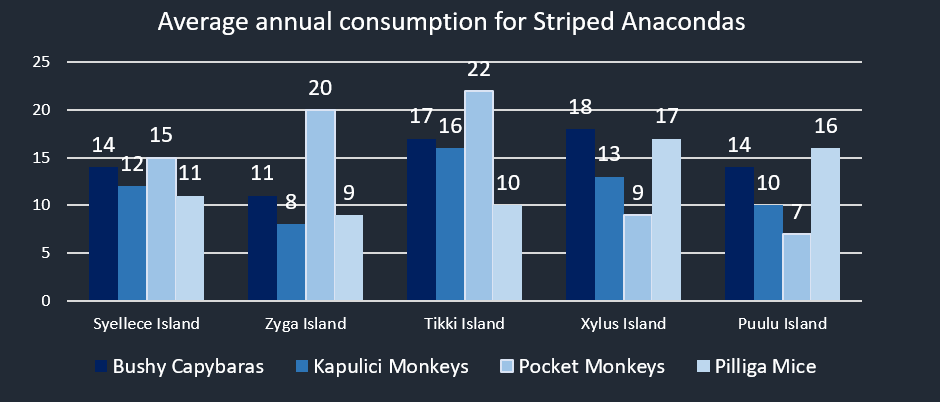 Average annual consumption for Striped Anacondas
25
20
15
10
5
0
14 12 15 11
11 8 20 9
17 16 22 10
18 13 9 17
14 10 7 16
Syellece Island Zyga Island Tikki Island Xylus Island Puulu Island
Bushy Capybaras Kapulici Monkeys Pocket Monkeys Pilliga Mice